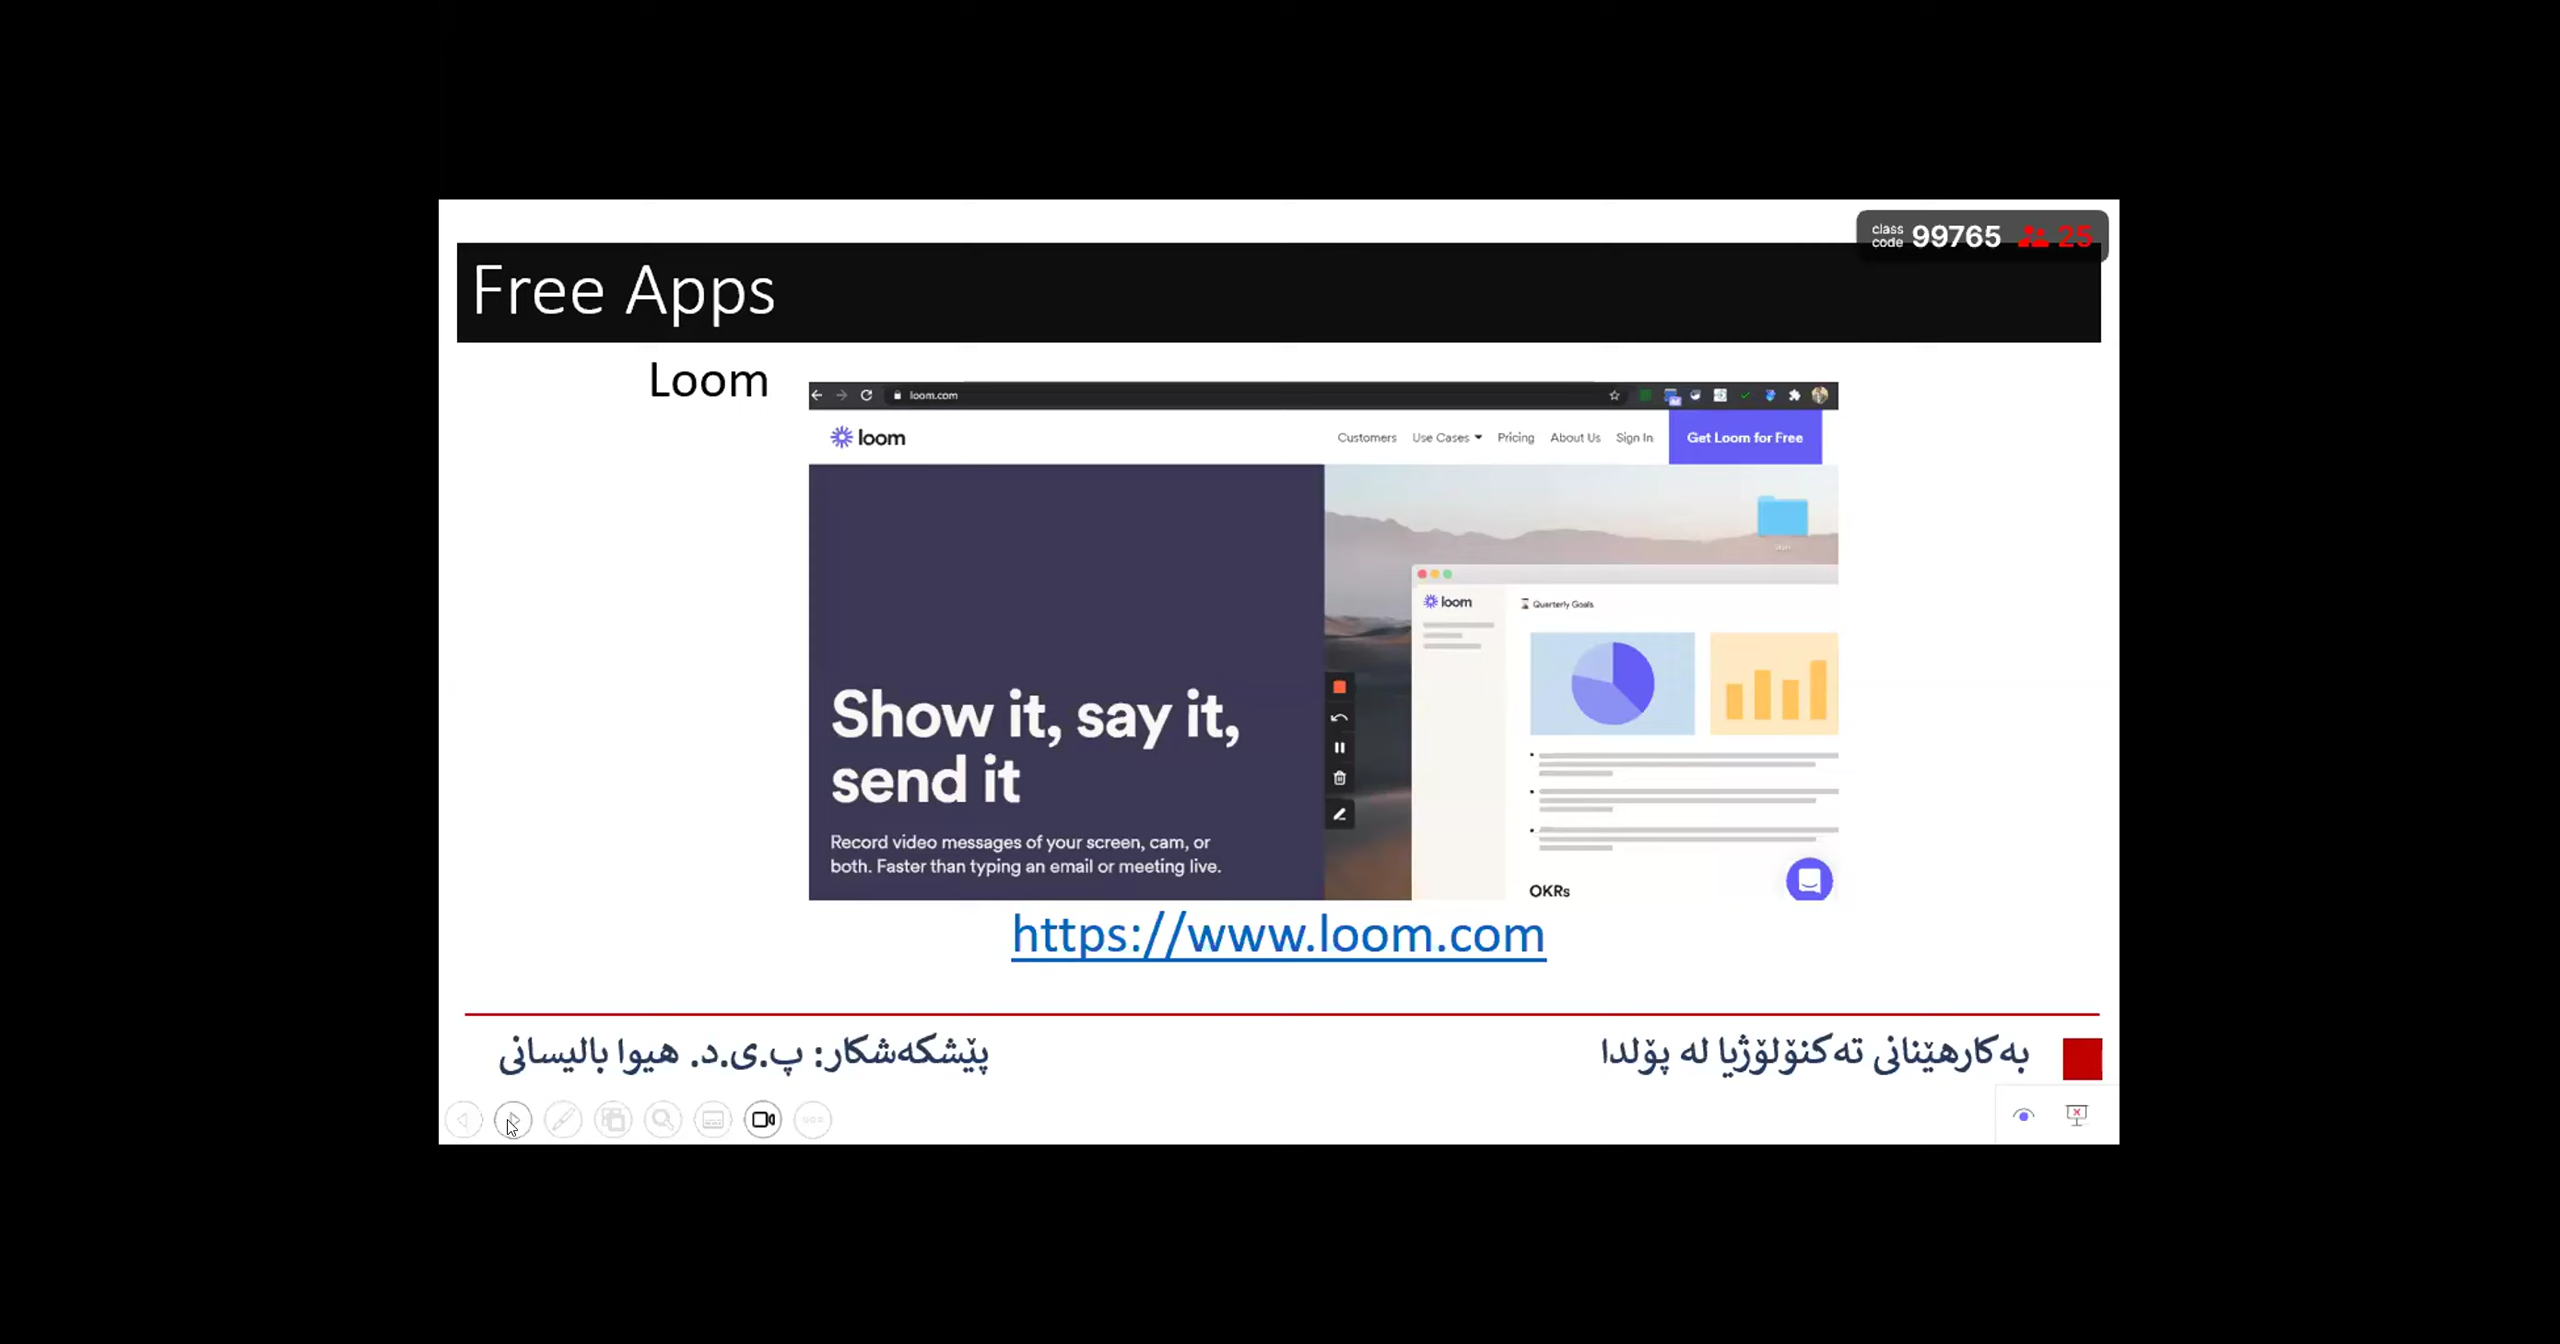 class code 99765 25
Free Apps
Loom
loom.com
loom
Customers Use Cases Pricing About Us Sign In Get Loom for Free
loom
Quarterly Goals
Show it, say it,
send it
Record video messages of your screen, cam, or
both. Faster than typing an email or meeting live.
OKRs
https://www.loom.com
بەکارهێنانی تەکنۆلۆژیا لە پۆلدا
پێشکەشکار: پ.ی.د. هیوا بالیسانی